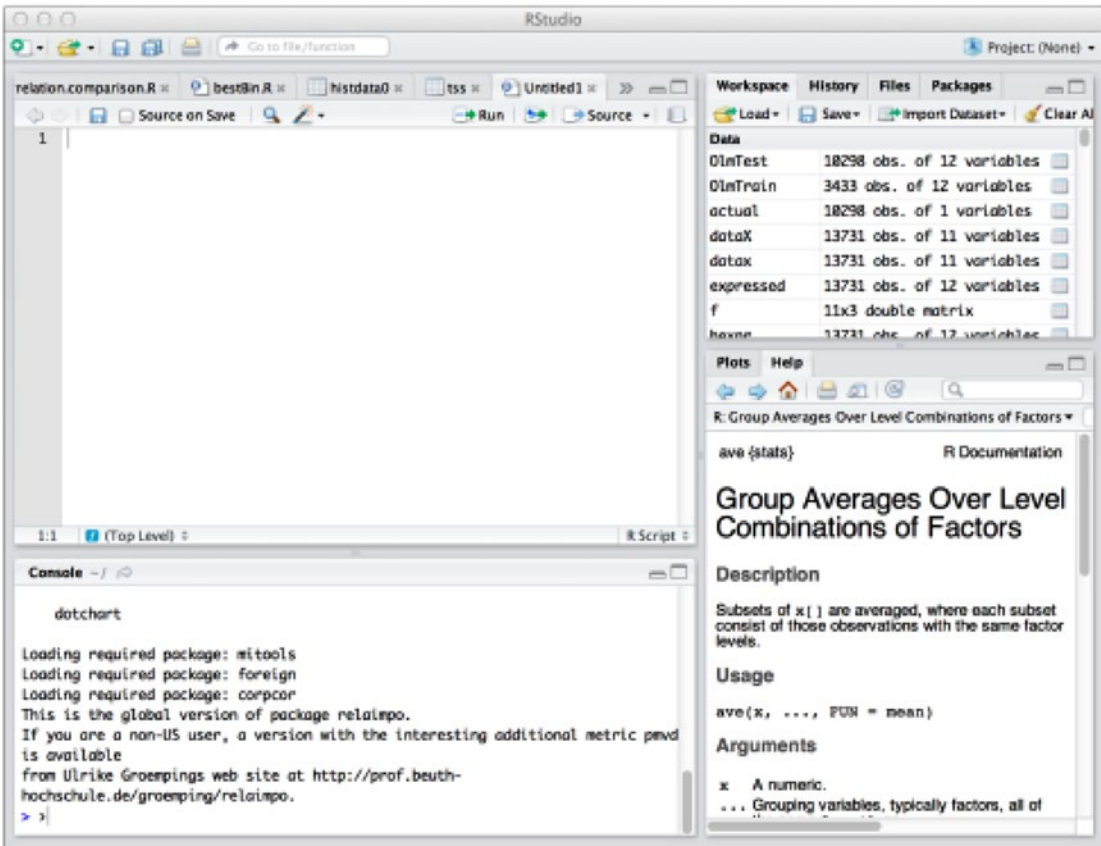 RStudio
Go to file/function
Project: (None)
relation.comparison.R
bestBin.R
histdata0
tss
Untitled1
Source on Save
Run
Source
1
1:1
(Top Level)
R Script
Console ~/
dotchart
Loading required package: mitools
Loading required package: foreign
Loading required package: corpcor
This is the global version of package relaimpo.
If you are a non-US user, a version with the interesting additional metric pmvd
is available
from Ulrike Groempings web site at http://prof.beuth-
hochschule.de/groemping/relaimpo.
> >
Workspace History Files Packages
Load Save Import Dataset Clear Al
Data
OlmTest 10298 obs. of 12 variables
OlmTrain 3433 obs. of 12 variables
actual 10298 obs. of 1 variables
dataX 13731 obs. of 11 variables
datax 13731 obs. of 11 variables
expressed 13731 obs. of 12 variables
f 11x3 double matrix
13731 obs. of 12 variables
Plots Help
R: Group Averages Over Level Combinations of Factors
ave {stats} R Documentation
Group Averages Over Level
Combinations of Factors
Description
Subsets of x[] are averaged, where each subset
consist of those observations with the same factor
levels.
Usage
ave(x, ..., FUN = mean)
Arguments
x A numeric.
... Grouping variables, typically factors, all of